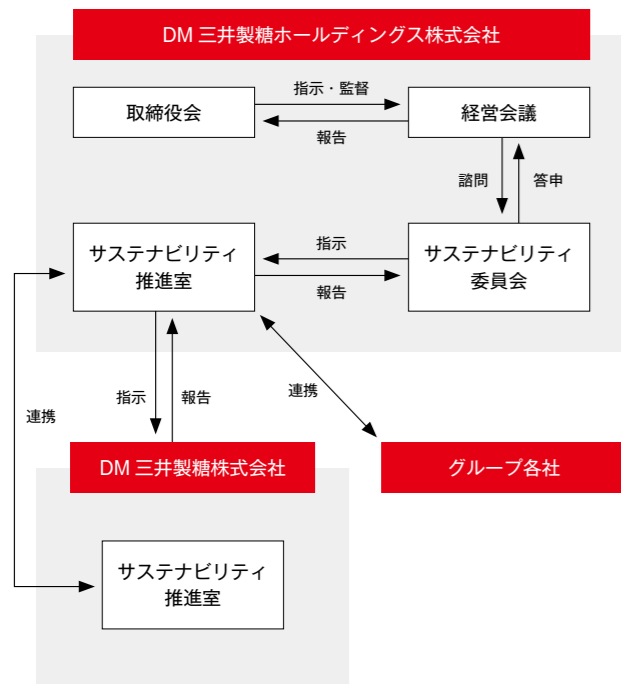 DM 三井製糖ホールディングス株式会社
取締役会
指示・監督
報告
経営会議
諮問
答申
サステナビリティ
推進室
指示
報告
サステナビリティ
委員会
連携
指示
報告
連携
DM 三井製糖株式会社
グループ各社
サステナビリティ
推進室